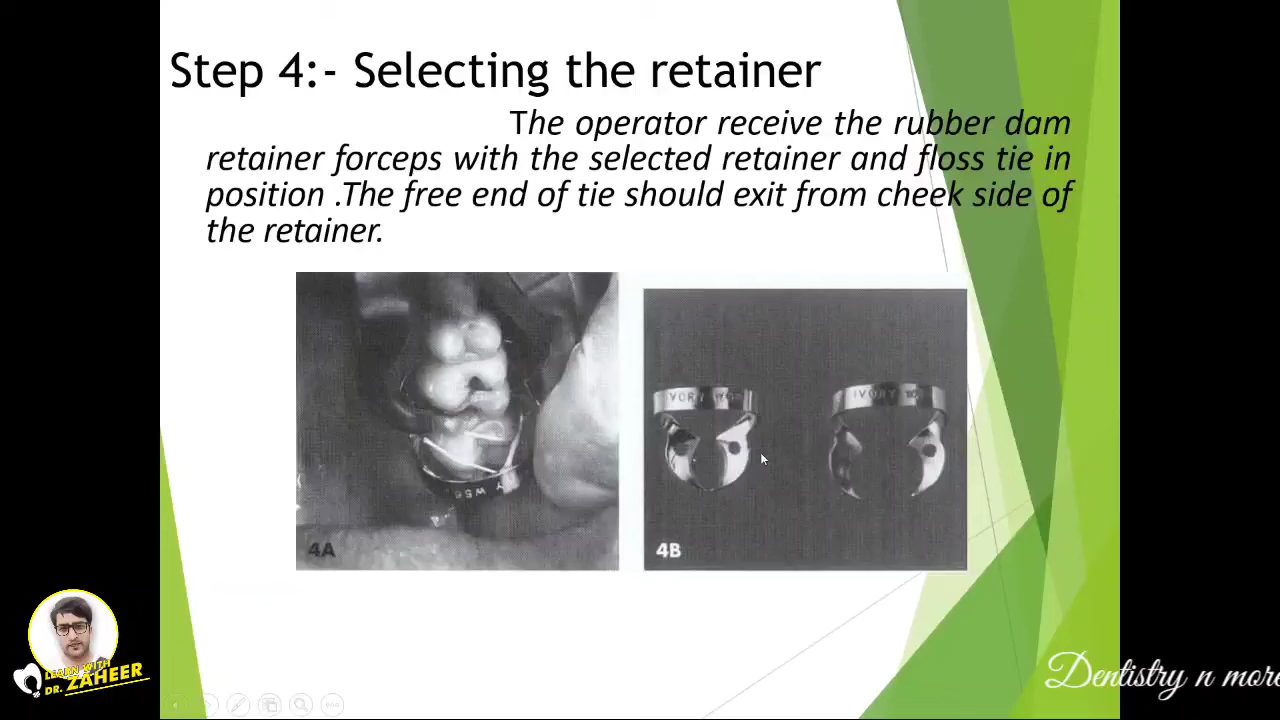 Step 4:- Selecting the retainer
The operator receive the rubber dam
retainer forceps with the selected retainer and floss tie in
position .The free end of tie should exit from cheek side of
the retainer.
IVORY
IVORY
4A
4B
LEARN WITH
DR. ZAHEER
Dentistry n more